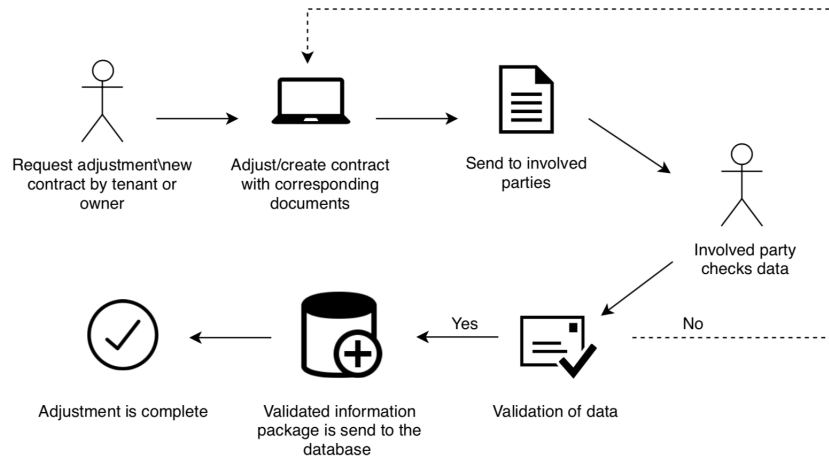 Request adjustment\new
contract by tenant or
owner
Adjust/create contract
with corresponding
documents
Send to involved
parties
Involved party
checks data
Yes
No
Adjustment is complete
Validated information
package is send to the
database
Validation of data